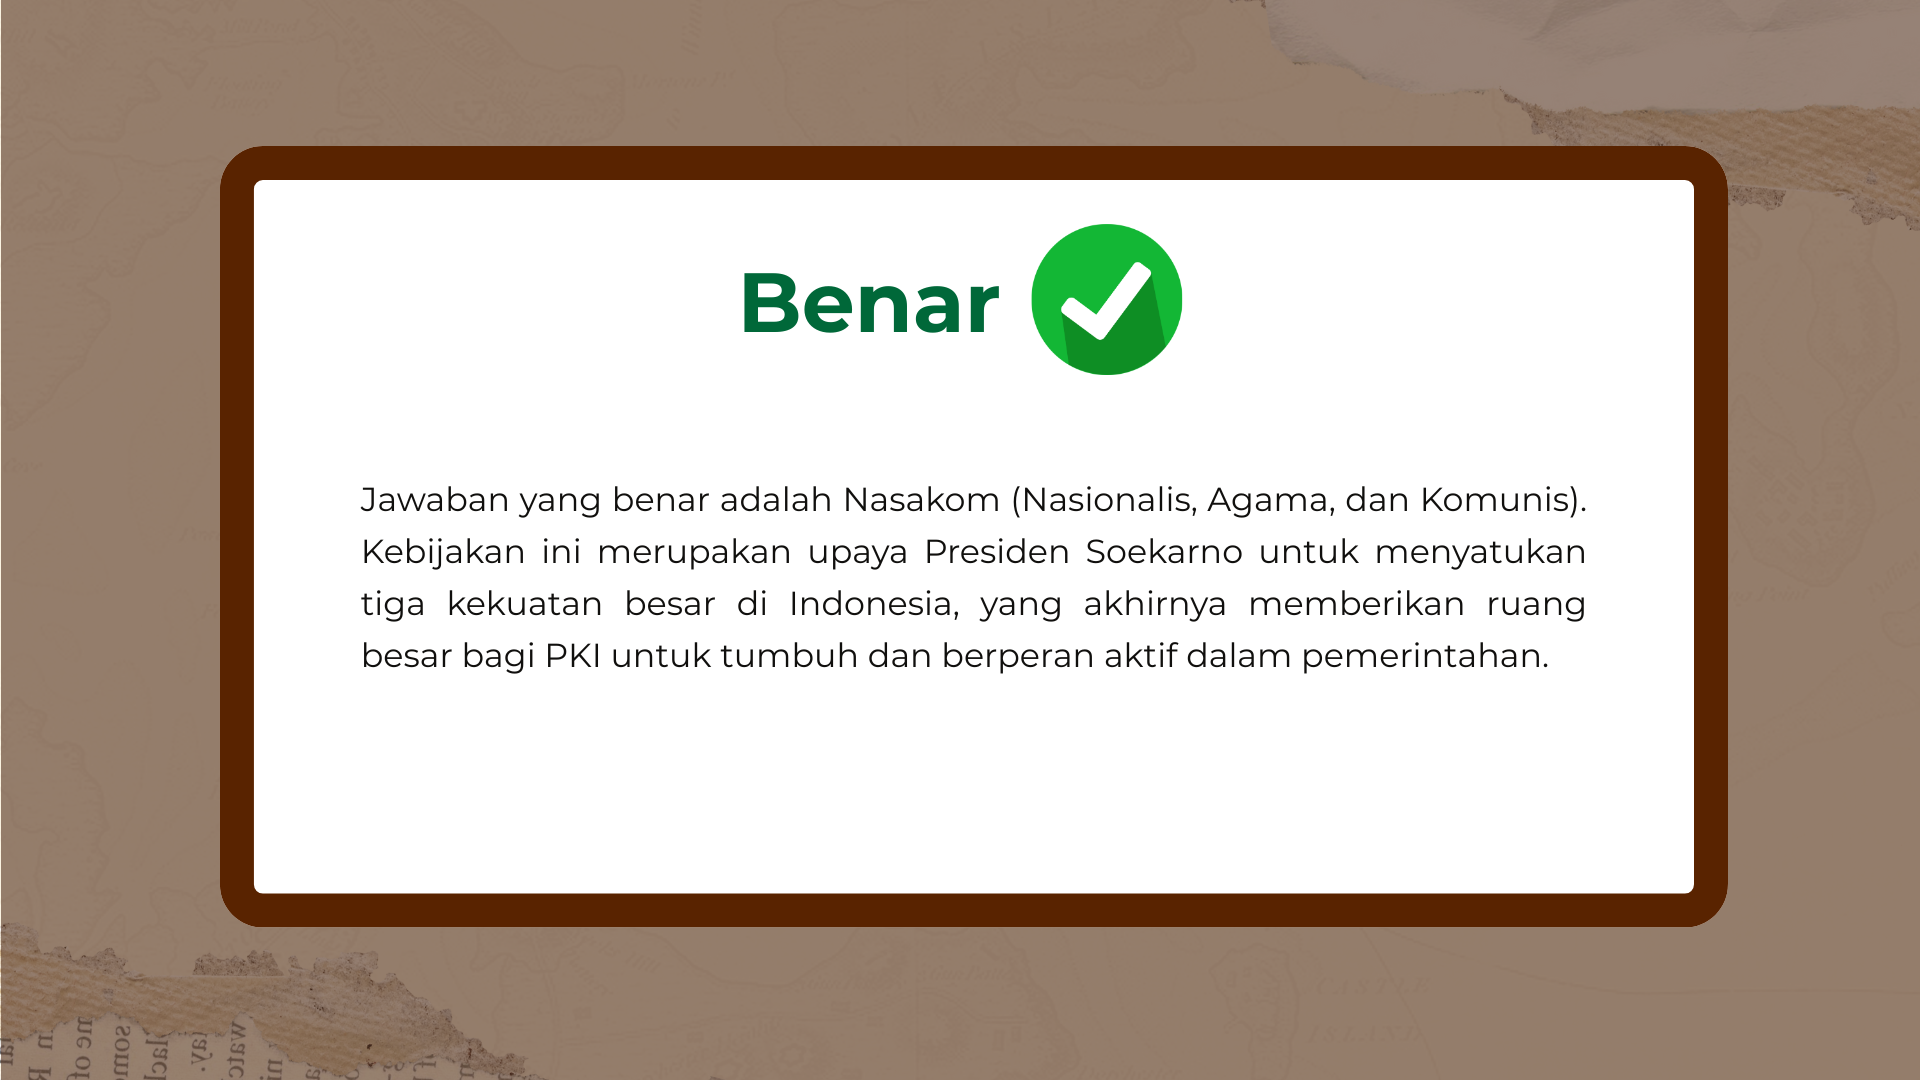 Benar
Jawaban yang benar adalah Nasakom (Nasionalis, Agama, dan Komunis).
Kebijakan ini merupakan upaya Presiden Soekarno untuk menyatukan
tiga kekuatan besar di Indonesia, yang akhirnya memberikan ruang
besar bagi PKI untuk tumbuh dan berperan aktif dalam pemerintahan.